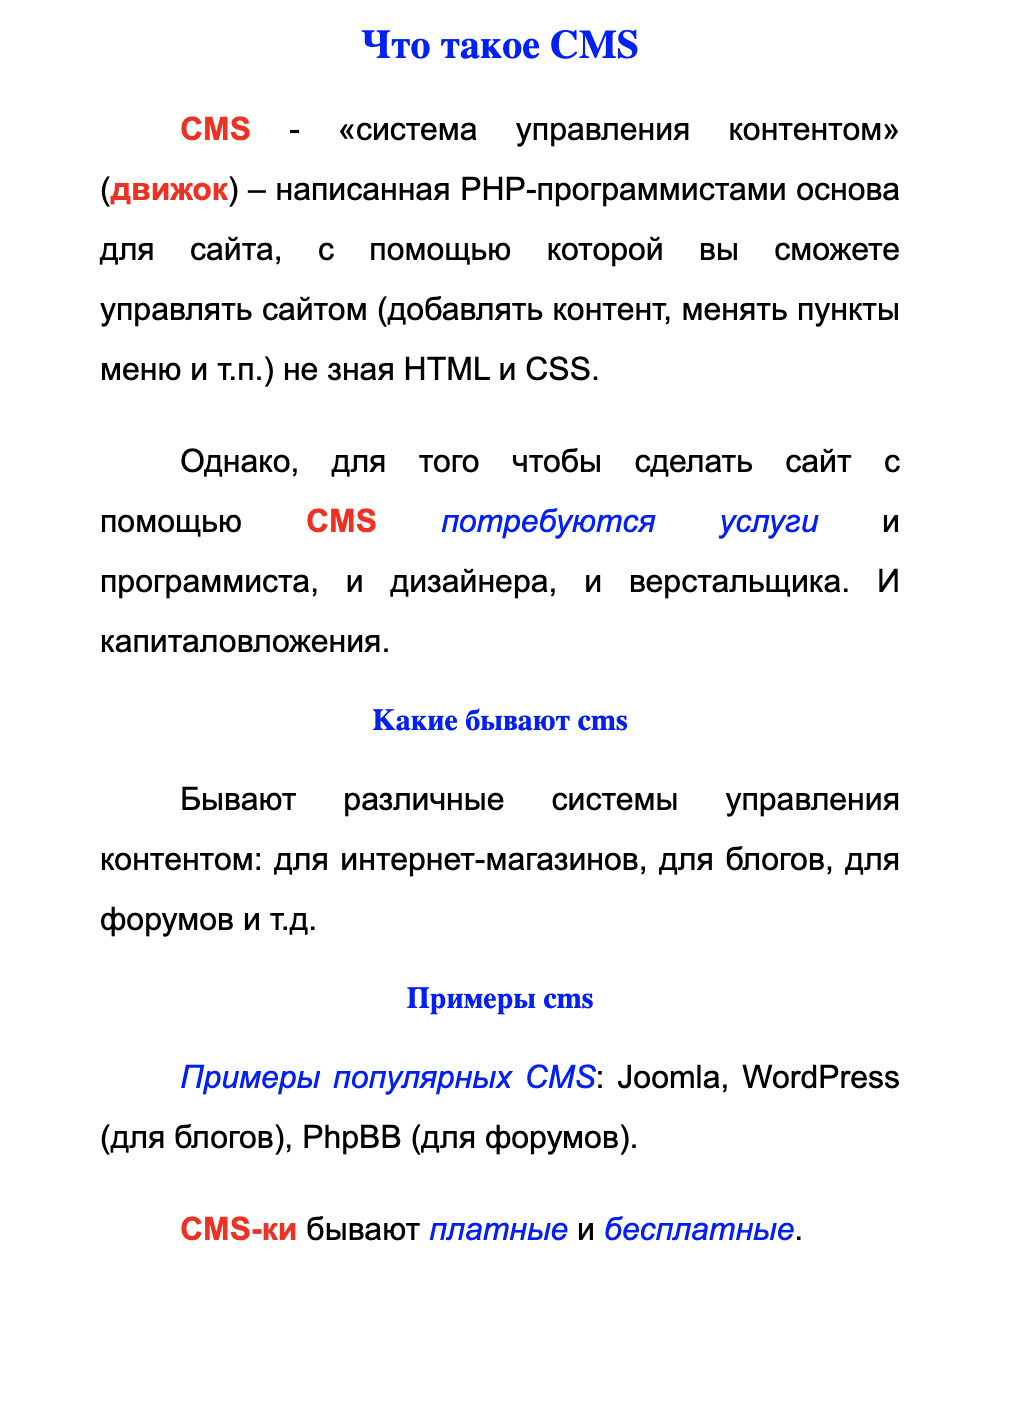 Что такое CMS
CMS - «система управления контентом»
(движок) – написанная PHP-программистами основа
для сайта, с помощью которой вы сможете
управлять сайтом (добавлять контент, менять пункты
меню и т.п.) не зная HTML и CSS.
Однако, для того чтобы сделать сайт с
помощью CMS потребуются услуги и
программиста, и дизайнера, и верстальщика. И
капиталовложения.
Какие бывают cms
Бывают различные системы управления
контентом: для интернет-магазинов, для блогов, для
форумов и т.д.
Примеры cms
Примеры популярных CMS: Joomla, WordPress
(для блогов), PhpBB (для форумов).
CMS-ки бывают платные и бесплатные.